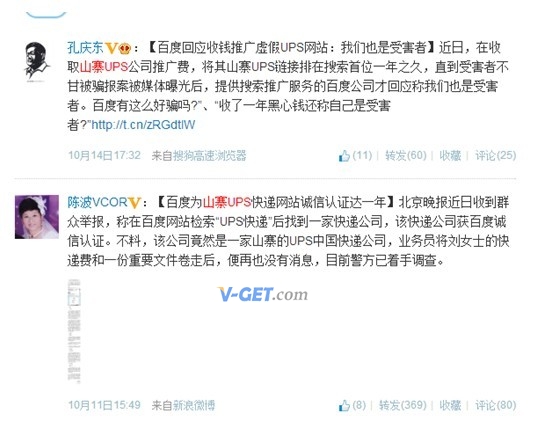 孔庆东：【百度回应收钱推广虚假UPS网站：我们也是受害者】近日，在收
取山寨UPS公司推广费，将其山寨UPS链接排在搜索首位一年之久，直到受害者不
甘被骗报案被媒体曝光后，提供搜索推广服务的百度公司才回应称我们也是受害
者。百度有这么好骗吗?”、“收了一年黑心钱还称自己是受害
者?”http://t.cn/zRGdtlW
10月14日17:32 来自搜狗高速浏览器 (11) 转发(60) 收藏 评论(25)
陈波VCOR：【百度为山寨UPS快递网站诚信认证达一年】北京晚报近日收到群
众举报，称在百度网站检索“UPS快递”后找到一家快递公司，该快递公司获百度诚
信认证。不料，该公司竟然是一家山寨的UPS中国快递公司，业务员将刘女士的快
递费和一份重要文件卷走后，便再也没有消息，目前警方已着手调查。
V-GET.com
10月11日15:49 来自新浪微博 (8) 转发(369) 收藏 评论(80)